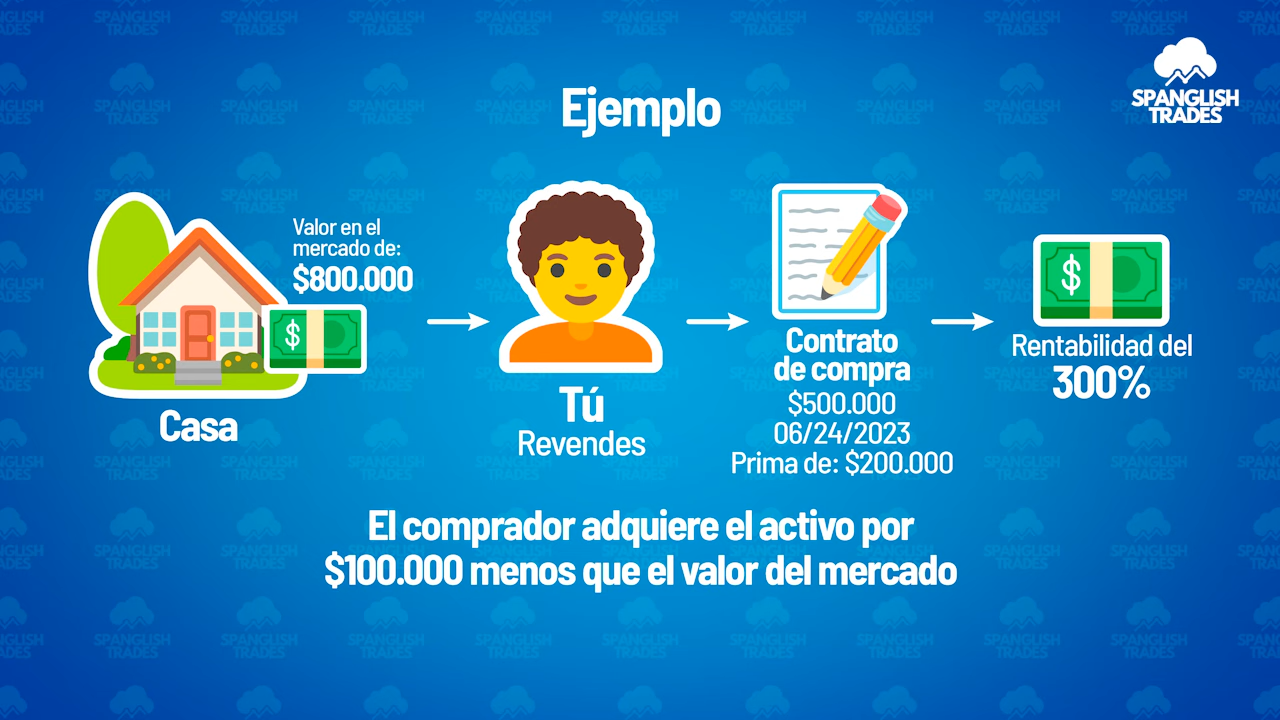 SPANGLISH
TRADES
Ejemplo
Valor en el
mercado de:
$800.000
$
Casa
Tú
Revendes
Contrato
de compra
$500.000
06/24/2023
Prima de: $200.000
$
Rentabilidad del
300%
El comprador adquiere el activo por
$100.000 menos que el valor del mercado